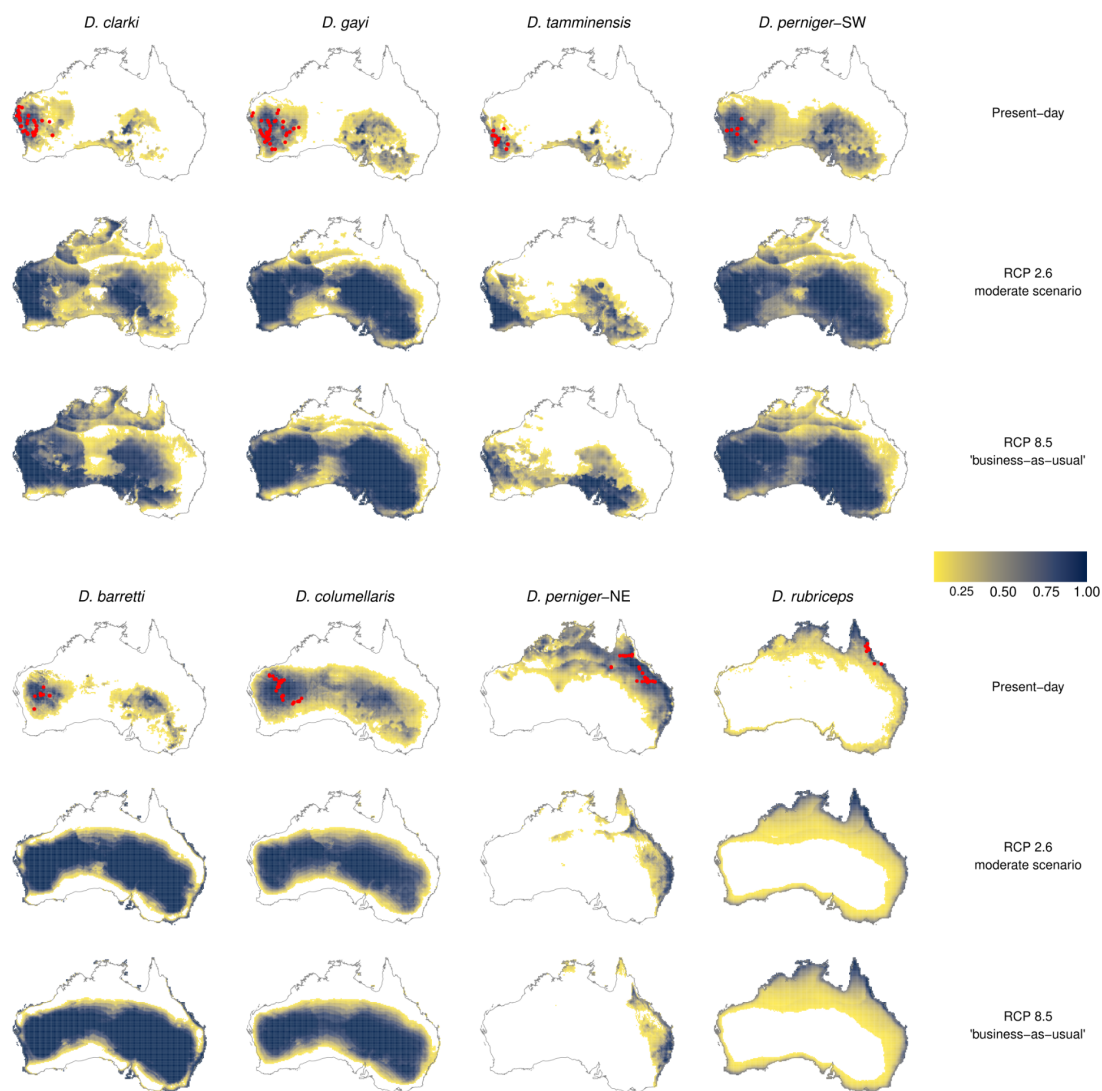 D. clarki
D. gayi
D. tamminensis
D. perniger−SW
Present−day
RCP 2.6
moderate scenario
RCP 8.5
'business−as−usual'
0.25 0.50 0.75 1.00
D. barretti
D. columellaris
D. perniger−NE
D. rubriceps
Present−day
RCP 2.6
moderate scenario
RCP 8.5
'business−as−usual'